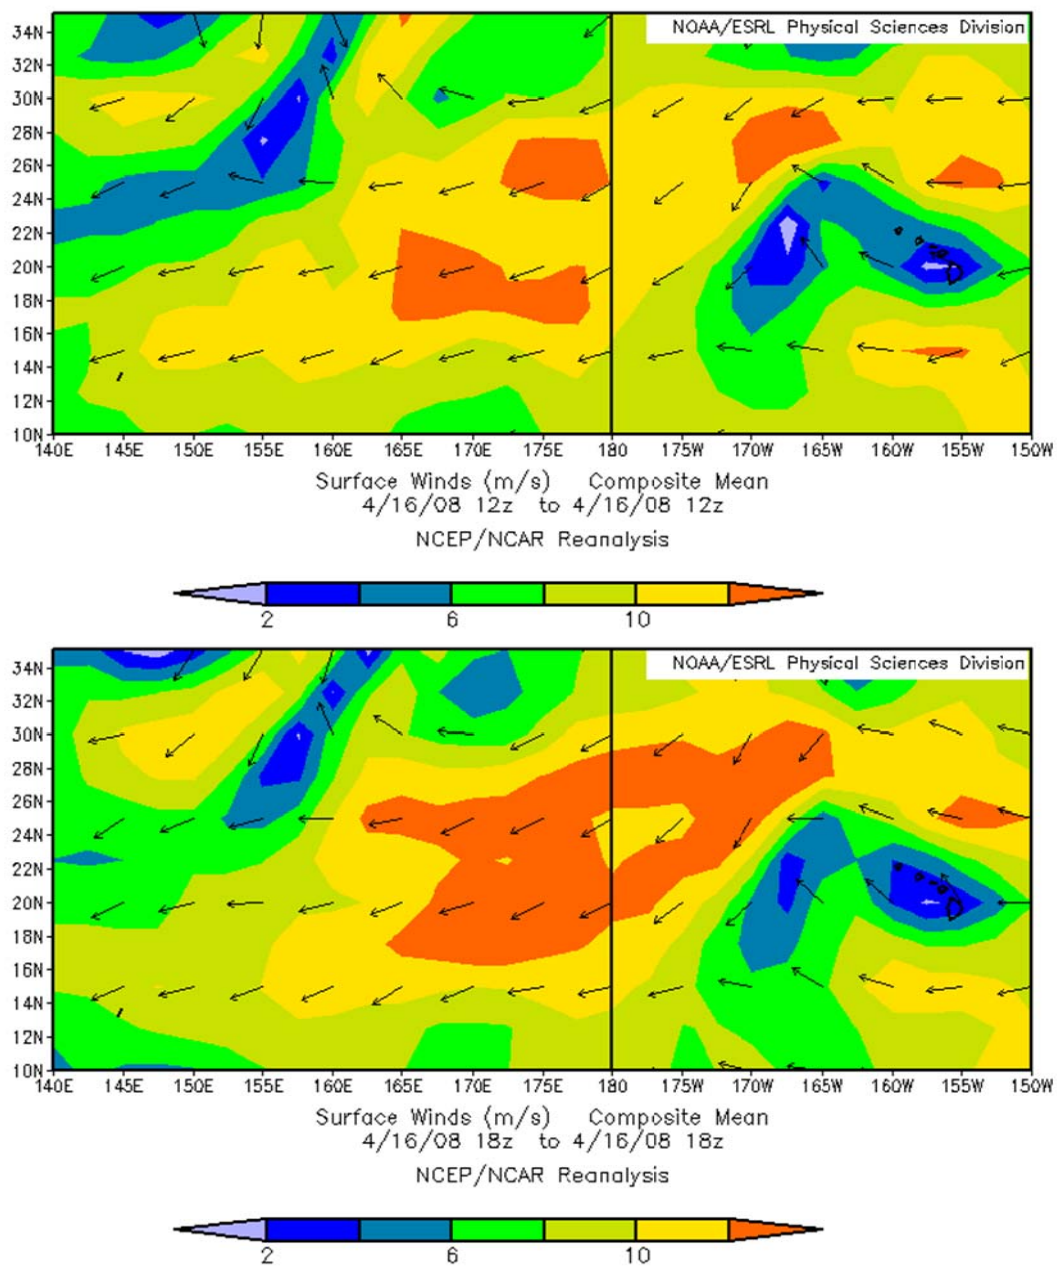 NOAA/ESRL Physical Sciences Division
34N
32N
30N
28N
26N
24N
22N
20N
18N
16N
14N
12N
10N
140E 145E 150E 155E 160E 165E 170E 175E 180 175W 170W 165W 160W 155W 150W
Surface Winds (m/s) Composite Mean
4/16/08 12z to 4/16/08 12z
NCEP/NCAR Reanalysis
2 6 10
NOAA/ESRL Physical Sciences Division
34N
32N
30N
28N
26N
24N
22N
20N
18N
16N
14N
12N
10N
140E 145E 150E 155E 160E 165E 170E 175E 180 175W 170W 165W 160W 155W 150W
Surface Winds (m/s) Composite Mean
4/16/08 18z to 4/16/08 18z
NCEP/NCAR Reanalysis
2 6 10